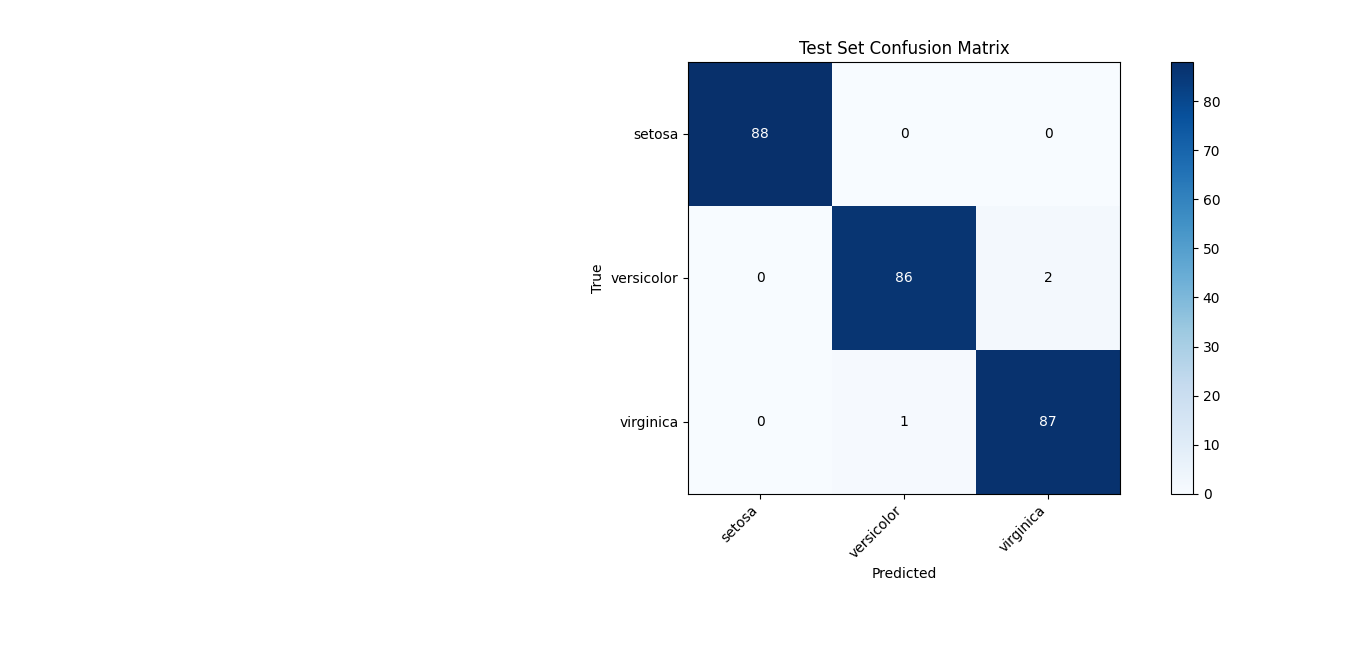 Test Set Confusion Matrix
setosa 88 0 0
versicolor 0 86 2
virginica 0 1 87
True
setosa versicolor virginica
Predicted
80
70
60
50
40
30
20
10
0